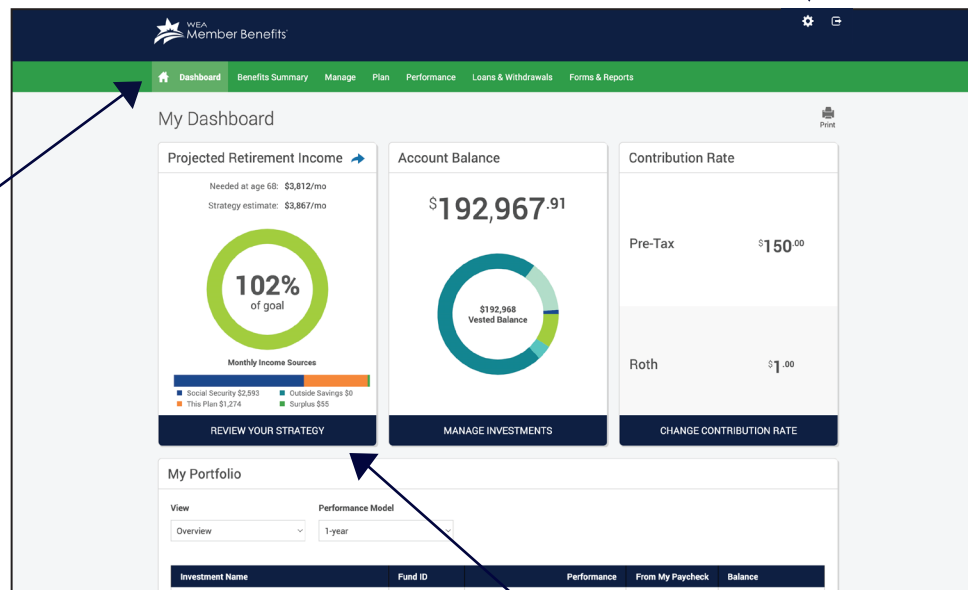 WEA
Member Benefits®
Dashboard Benefits Summary Manage Plan Performance Loans & Withdrawals Forms & Reports
My Dashboard
Print
Projected Retirement Income
Needed at age 68: $3,812/mo
Strategy estimate: $3,867/mo
102%
of goal
Monthly Income Sources
Social Security $2,593
Outside Savings $0
This Plan $1,274
Surplus $55
REVIEW YOUR STRATEGY
Account Balance
$192,967.91
$192,968
Vested Balance
MANAGE INVESTMENTS
Contribution Rate
Pre-Tax $150.00
Roth $1.00
CHANGE CONTRIBUTION RATE
My Portfolio
View
Performance Model
Overview
1-year
Investment Name Fund ID Performance From My Paycheck Balance